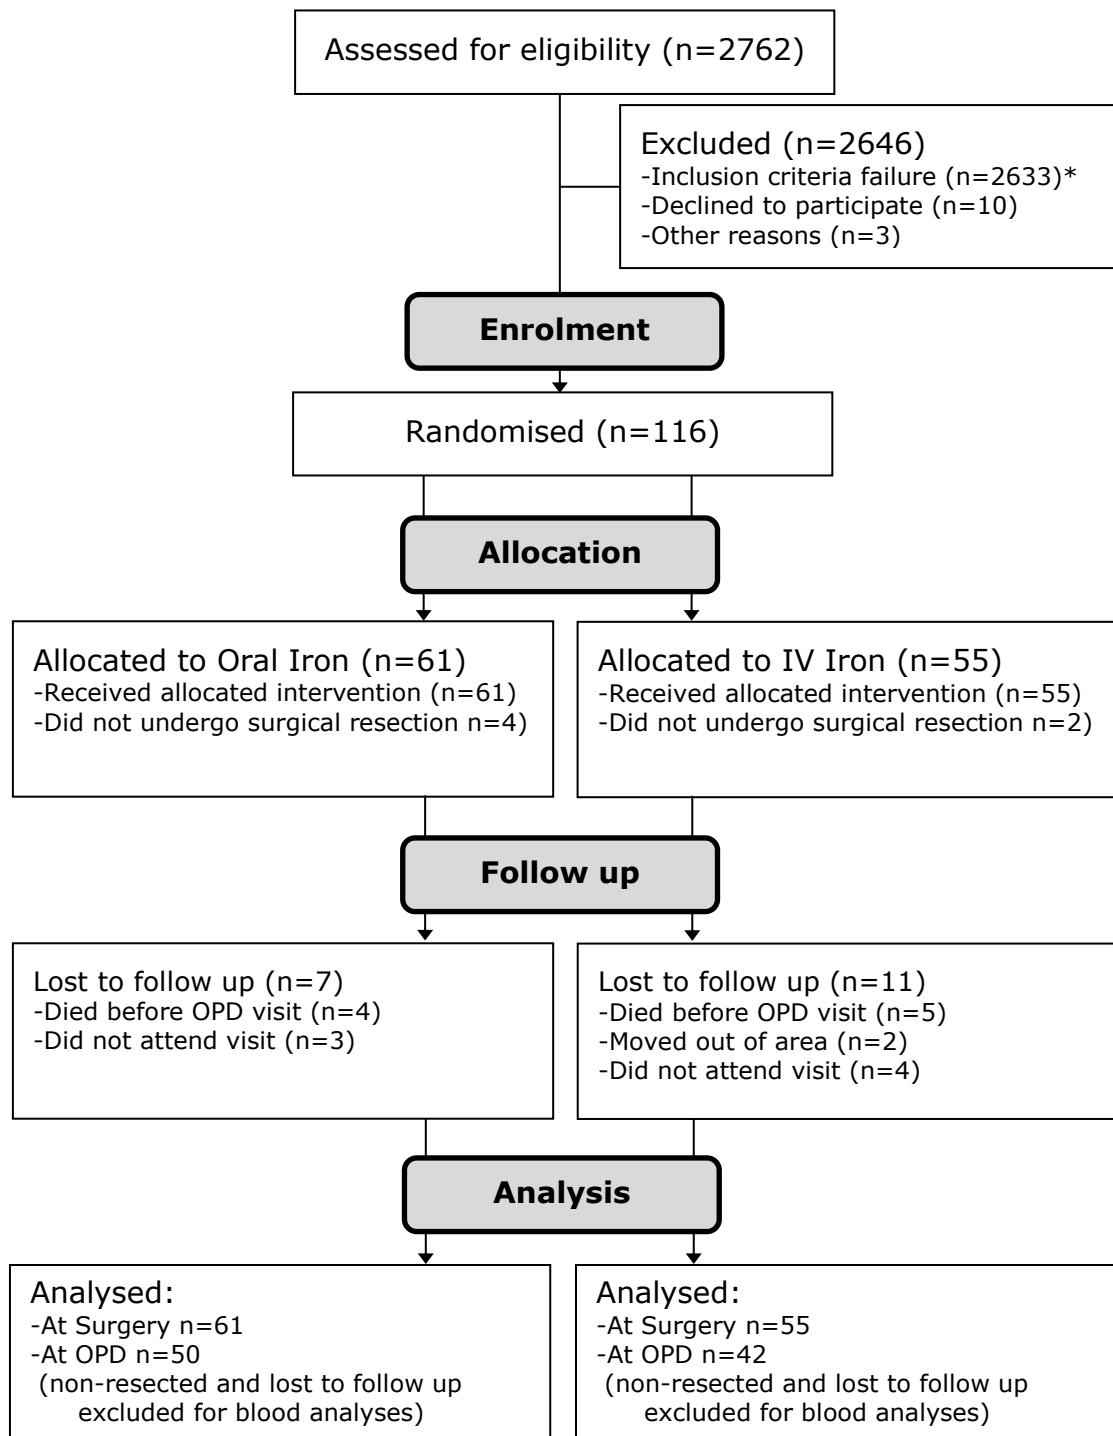 Assessed for eligibility (n=2762)
Excluded (n=2646)
-Inclusion criteria failure (n=2633)*
-Declined to participate (n=10)
-Other reasons (n=3)
Enrolment
Randomised (n=116)
Allocation
Allocated to Oral Iron (n=61)
-Received allocated intervention (n=61)
-Did not undergo surgical resection n=4)
Allocated to IV Iron (n=55)
-Received allocated intervention (n=55)
-Did not undergo surgical resection n=2)
Follow up
Lost to follow up (n=7)
-Died before OPD visit (n=4)
-Did not attend visit (n=3)
Lost to follow up (n=11)
-Died before OPD visit (n=5)
-Moved out of area (n=2)
-Did not attend visit (n=4)
Analysis
Analysed:
-At Surgery n=61
-At OPD n=50
(non-resected and lost to follow up
excluded for blood analyses)
Analysed:
-At Surgery n=55
-At OPD n=42
(non-resected and lost to follow up
excluded for blood analyses)